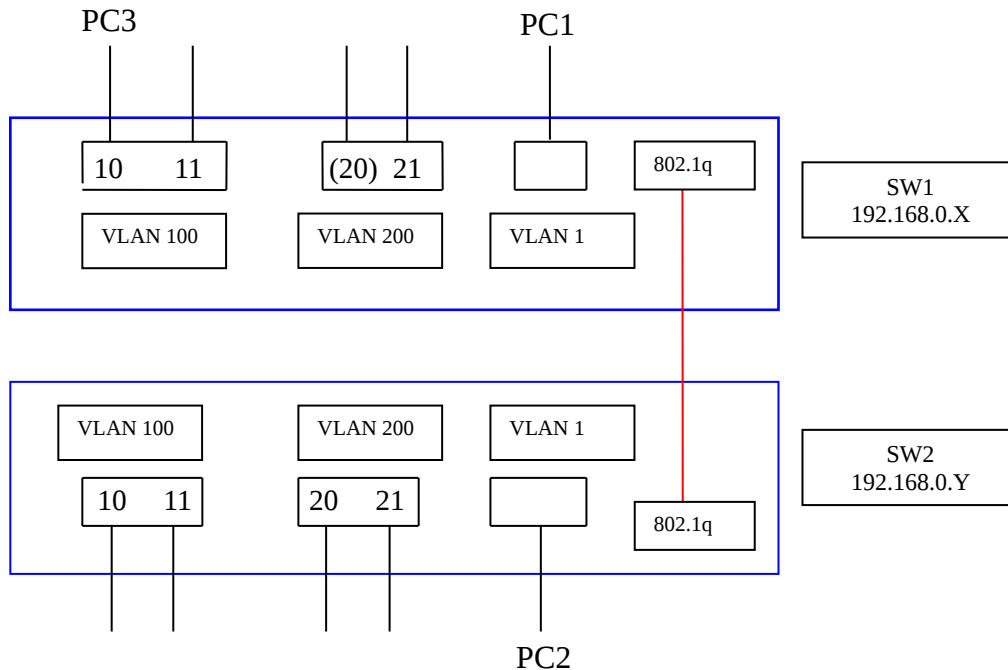 PC3 PC1
10 11 (20) 21 802.1q
VLAN 100 VLAN 200 VLAN 1
SW1
192.168.0.X
VLAN 100 VLAN 200 VLAN 1
SW2
192.168.0.Y
10 11 20 21
802.1q
PC2